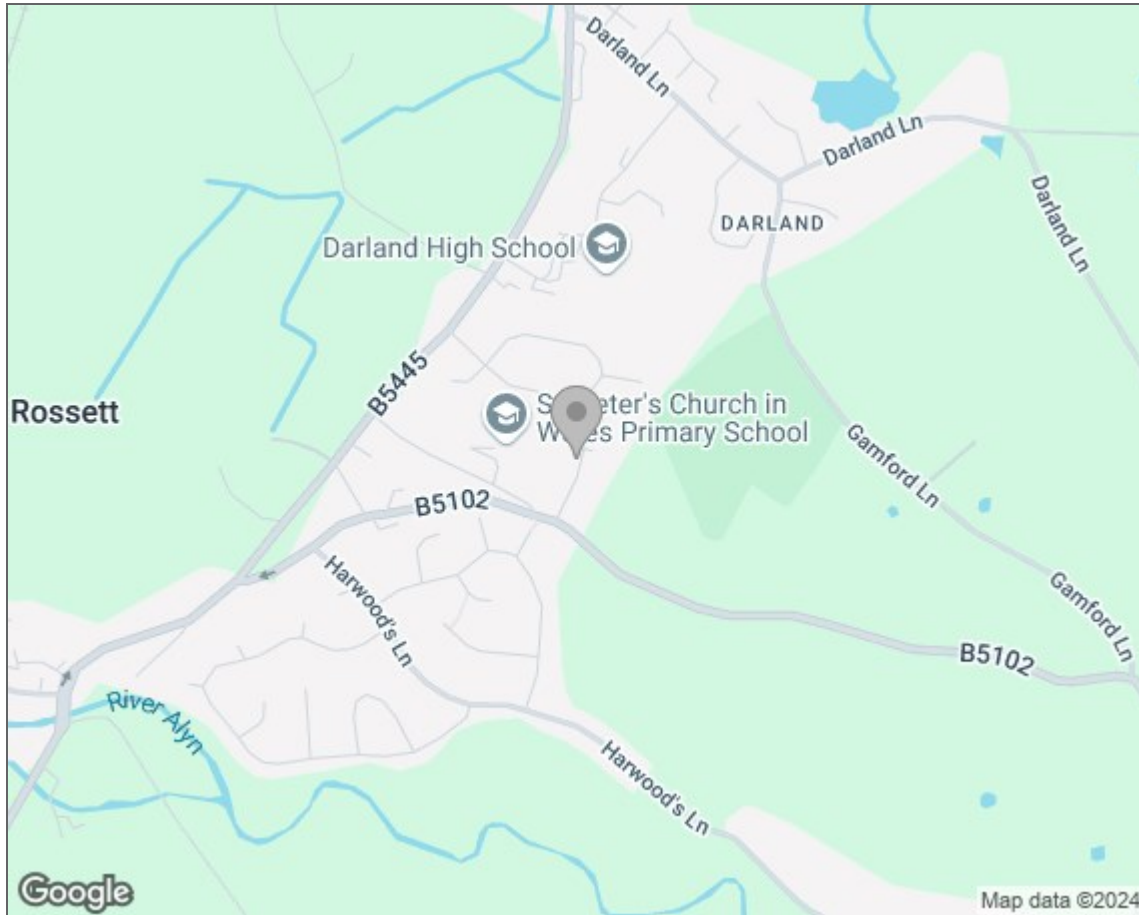 Darland Ln
Darland Ln
Darland Ln
DARLAND
Darland High School
B5445
Rossett
Church in
Primary School
Gamford Ln
B5102
Harwood's Ln
Gamford Ln
B5102
River Alyn
Harwood's Ln
Google
Map data ©2024